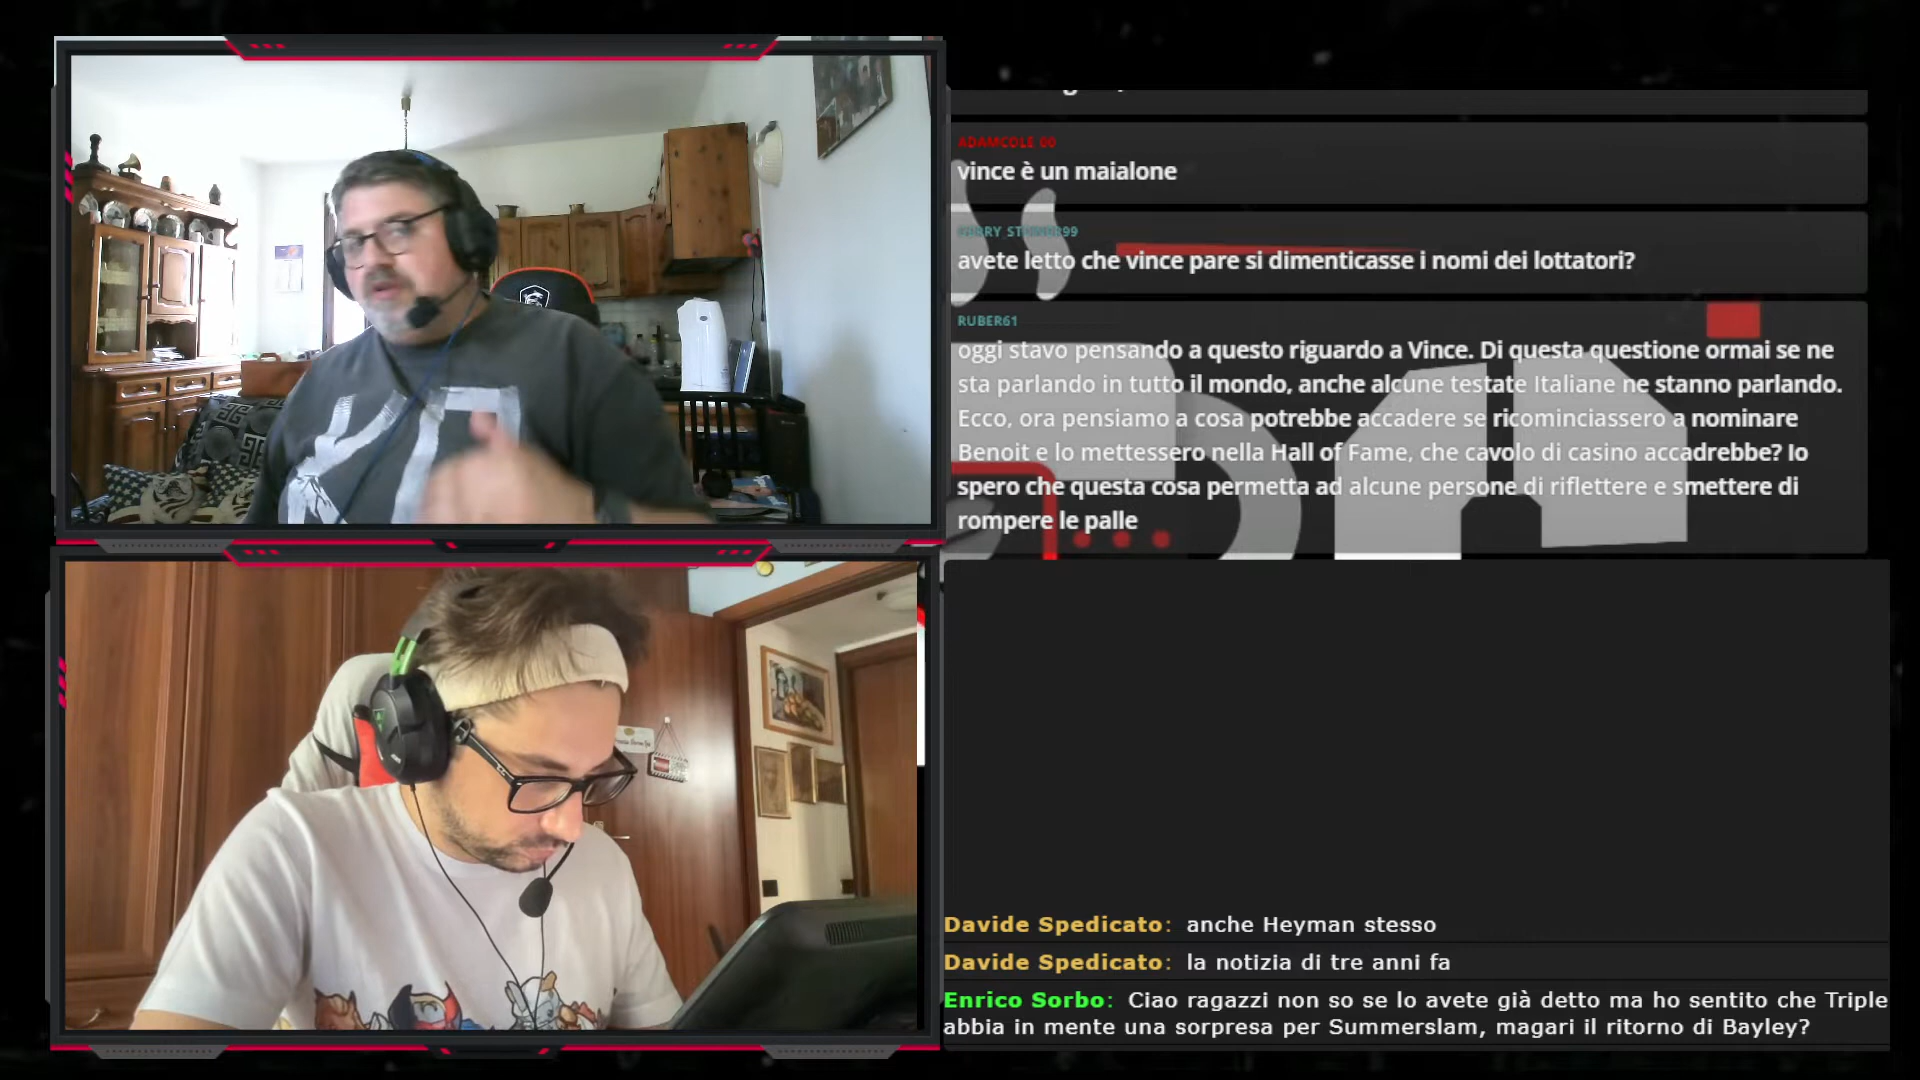 ADAMCOLE 00
vince è un maialone
avete letto che vince pare si dimenticasse i nomi dei lottatori?
RUBER61
oggi stavo pensando a questo riguardo a Vince. Di questa questione ormai se ne
sta parlando in tutto il mondo, anche alcune testate Italiane ne stanno parlando.
Ecco, ora pensiamo a cosa potrebbe accadere se ricominciassero a nominare
Benoit e lo mettessero nella Hall of Fame, che cavolo di casino accadrebbe? Io
spero che questa cosa permetta ad alcune persone di riflettere e smettere di
rompere le palle
Davide Spedicato: anche Heyman stesso
Davide Spedicato: la notizia di tre anni fa
Enrico Sorbo: Ciao ragazzi non so se lo avete già detto ma ho sentito che Triple
abbia in mente una sorpresa per Summerslam, magari il ritorno di Bayley?